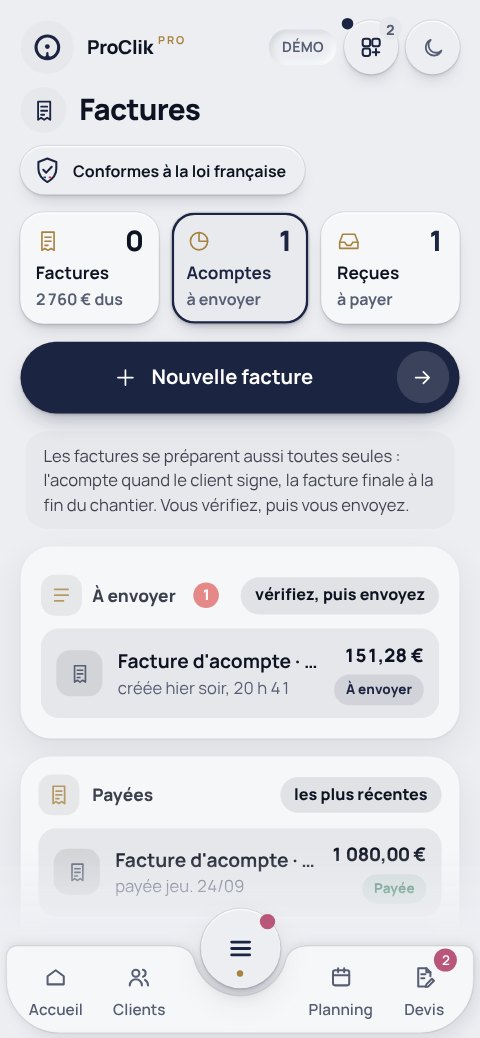 ProClik PRO
DÉMO
2
Factures
Conformes à la loi française
0
Factures
2 760 € dus
1
Acomptes
à envoyer
1
Reçues
à payer
Nouvelle facture
Les factures se préparent aussi toutes seules :
l'acompte quand le client signe, la facture finale à la
fin du chantier. Vous vérifiez, puis vous envoyez.
À envoyer 1 vérifiez, puis envoyez
Facture d'acompte · … 151,28 €
créée hier soir, 20 h 41 À envoyer
Payées les plus récentes
Facture d'acompte · … 1 080,00 €
payée jeu. 24/09 Payée
2
Accueil Clients Planning Devis